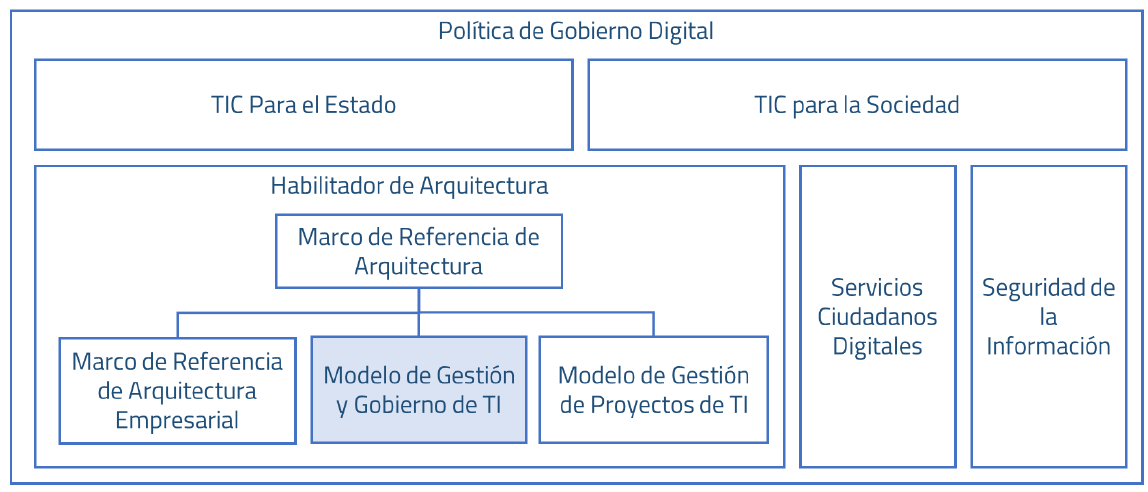 Política de Gobierno Digital
TIC Para el Estado
TIC para la Sociedad
Habilitador de Arquitectura
Marco de Referencia de
Arquitectura
Marco de Referencia
de Arquitectura
Empresarial
Modelo de Gestión
y Gobierno de TI
Modelo de Gestión
de Proyectos de TI
Servicios
Ciudadanos
Digitales
Seguridad de
la
Información